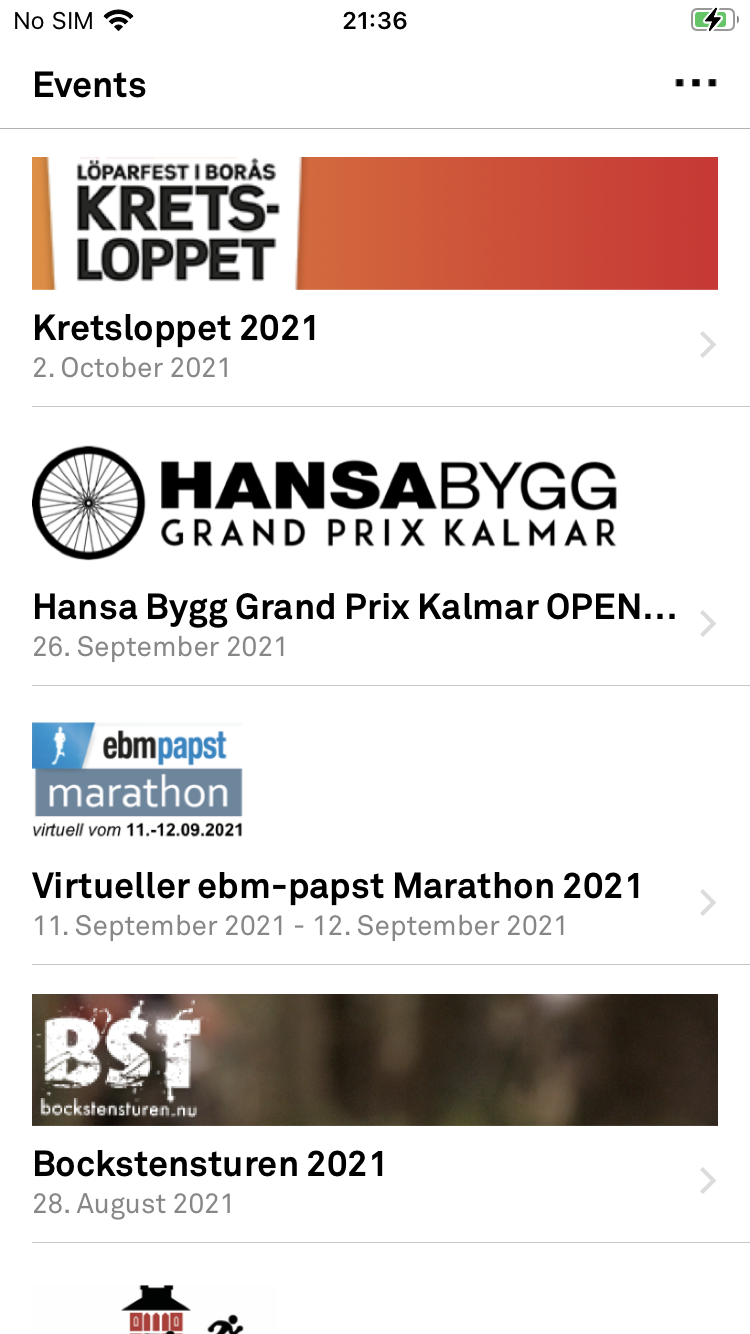 No SIM 21:36
Events
LÖPARFEST I BORÅS
KRETS-
LOPPET
Kretsloppet 2021
2. October 2021
HANSABYGG
GRAND PRIX KALMAR
Hansa Bygg Grand Prix Kalmar OPEN...
26. September 2021
ebmpapst
marathon
virtuell vom 11.-12.09.2021
Virtueller ebm-papst Marathon 2021
11. September 2021 - 12. September 2021
BST
bockstensturen.nu
Bockstensturen 2021
28. August 2021